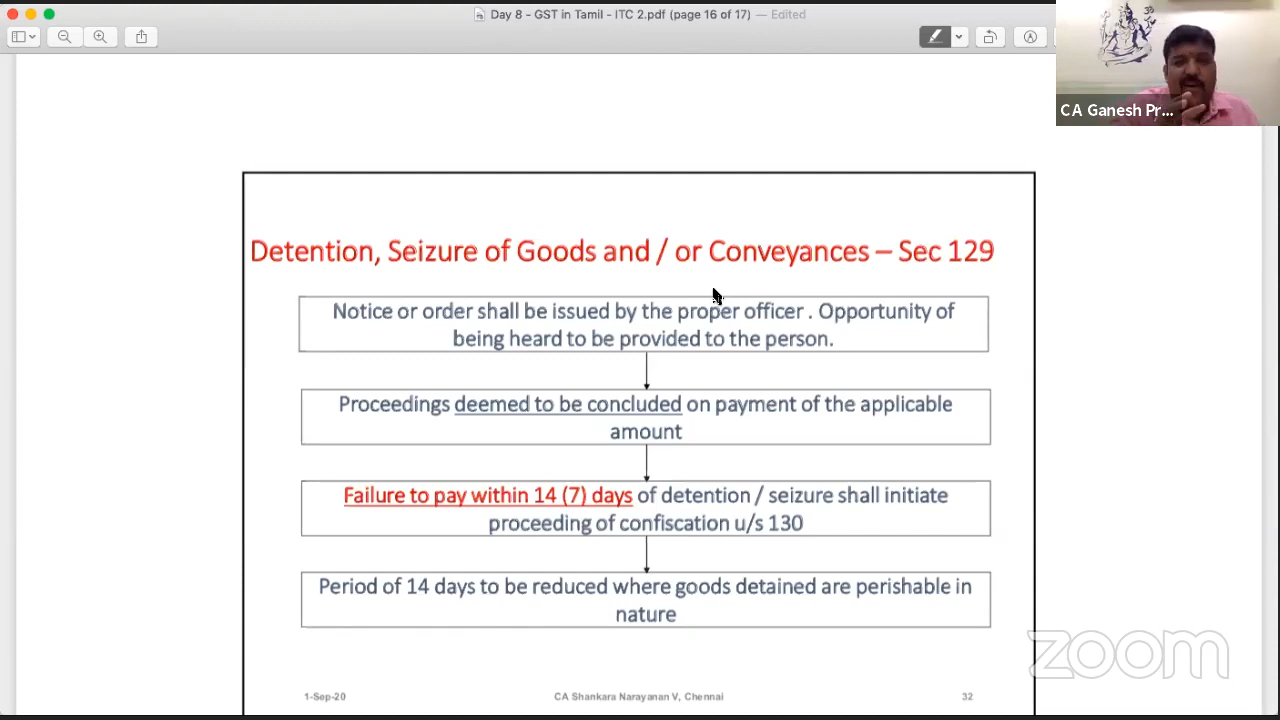 Day 8 - GST in Tamil - ITC 2.pdf (page 16 of 17) — Edited
CA Ganesh Pr...
Detention, Seizure of Goods and / or Conveyances – Sec 129
Notice or order shall be issued by the proper officer . Opportunity of
being heard to be provided to the person.
Proceedings deemed to be concluded on payment of the applicable
amount
Failure to pay within 14 (7) days of detention / seizure shall initiate
proceeding of confiscation u/s 130
Period of 14 days to be reduced where goods detained are perishable in
nature
zoom
1-Sep-20 CA Shankara Narayanan V, Chennai 32